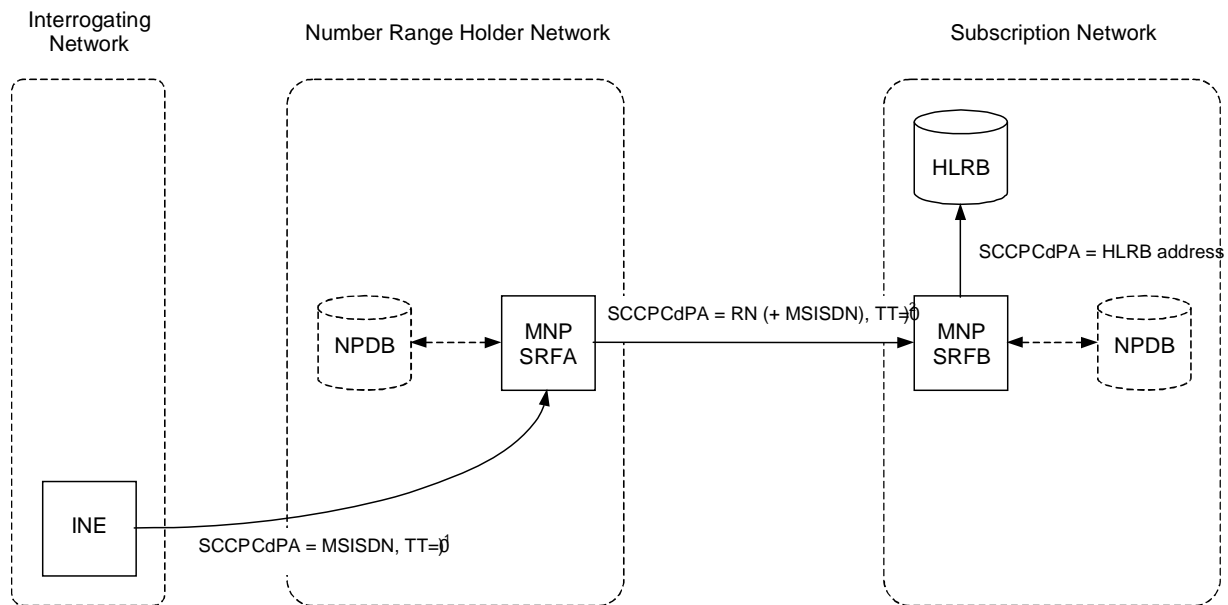 Interrogating
Network
Number Range Holder Network
Subscription Network
HLRB
SCCPCdPA = HLRB address
SCCPCdPA = RN (+ MSISDN), TT=0
NPDB
MNP
SRFA
MNP
SRFB
NPDB
INE
SCCPCdPA = MSISDN, TT=0